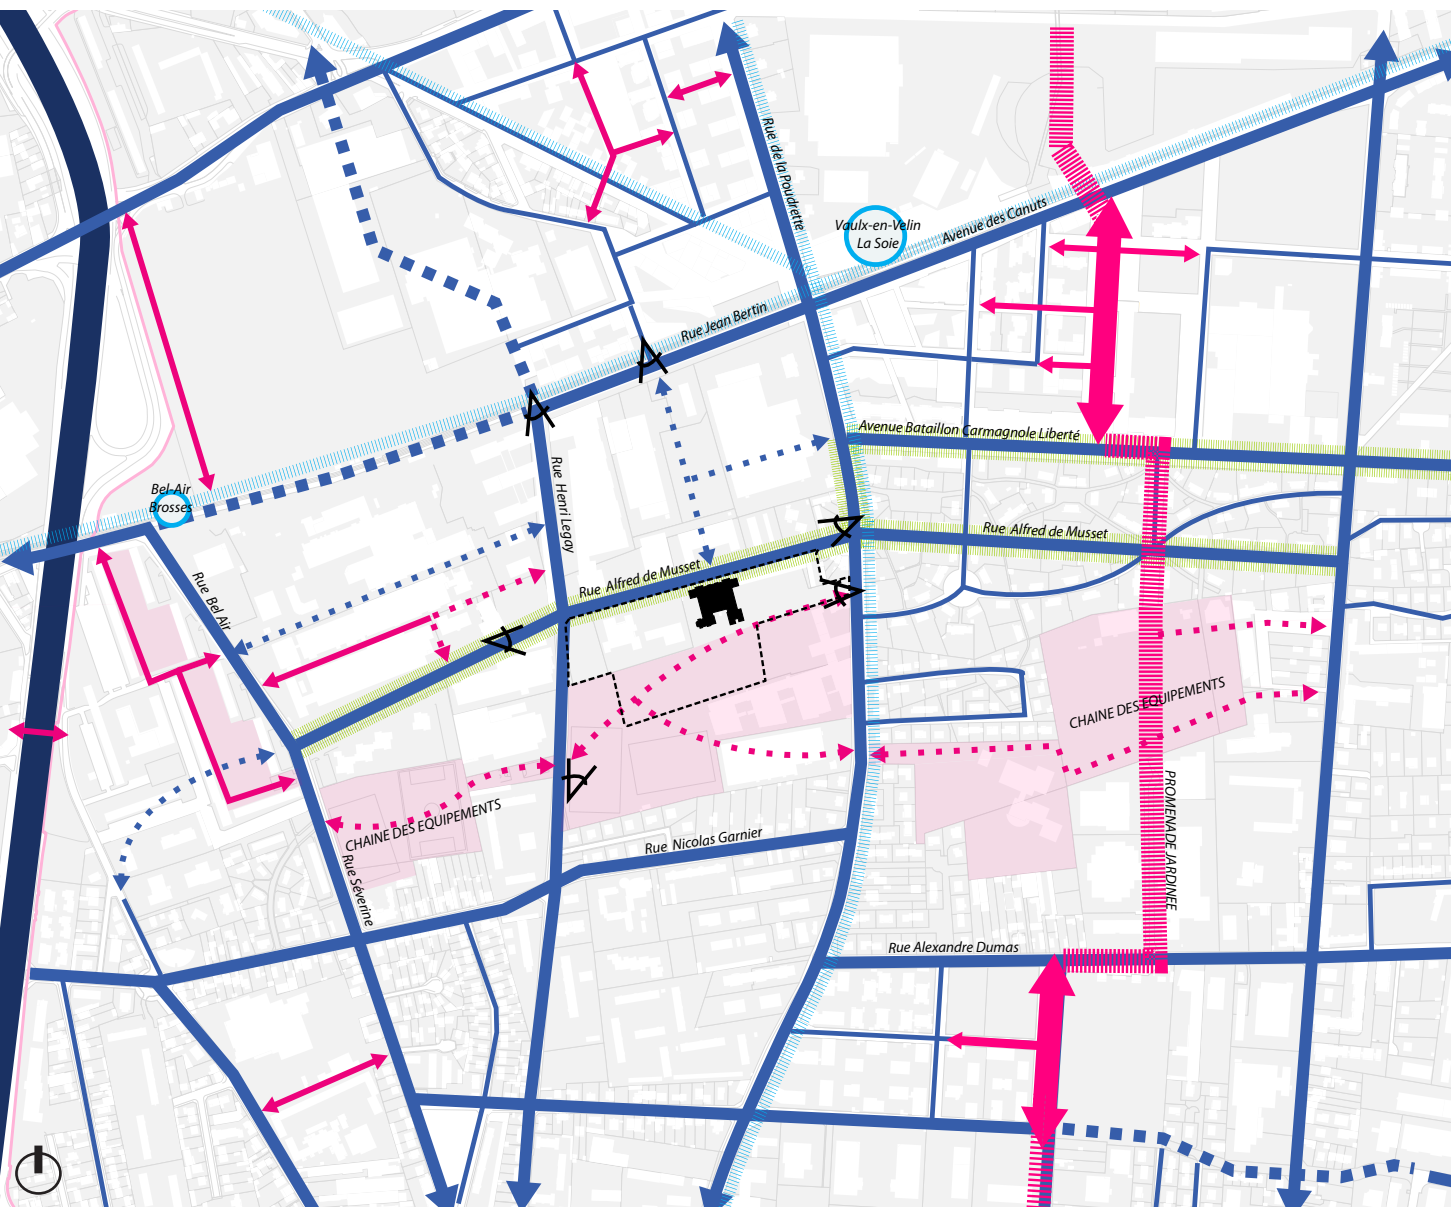 Rue de la Poudrette
Vaulx-en-Velin
La Soie
Avenue des Canuts
Rue Jean Bertin
Avenue Bataillon Carmagnole Liberté
Bel-Air
Brosses
Rue Henri Legay
Rue Alfred de Musset
Rue Alfred de Musset
Rue Bel Air
CHAINE DES EQUIPEMENTS
CHAINE DES EQUIPEMENTS
PROMENADE JARDINEE
Rue Nicolas Garnier
Rue Séverine
Rue Alexandre Dumas